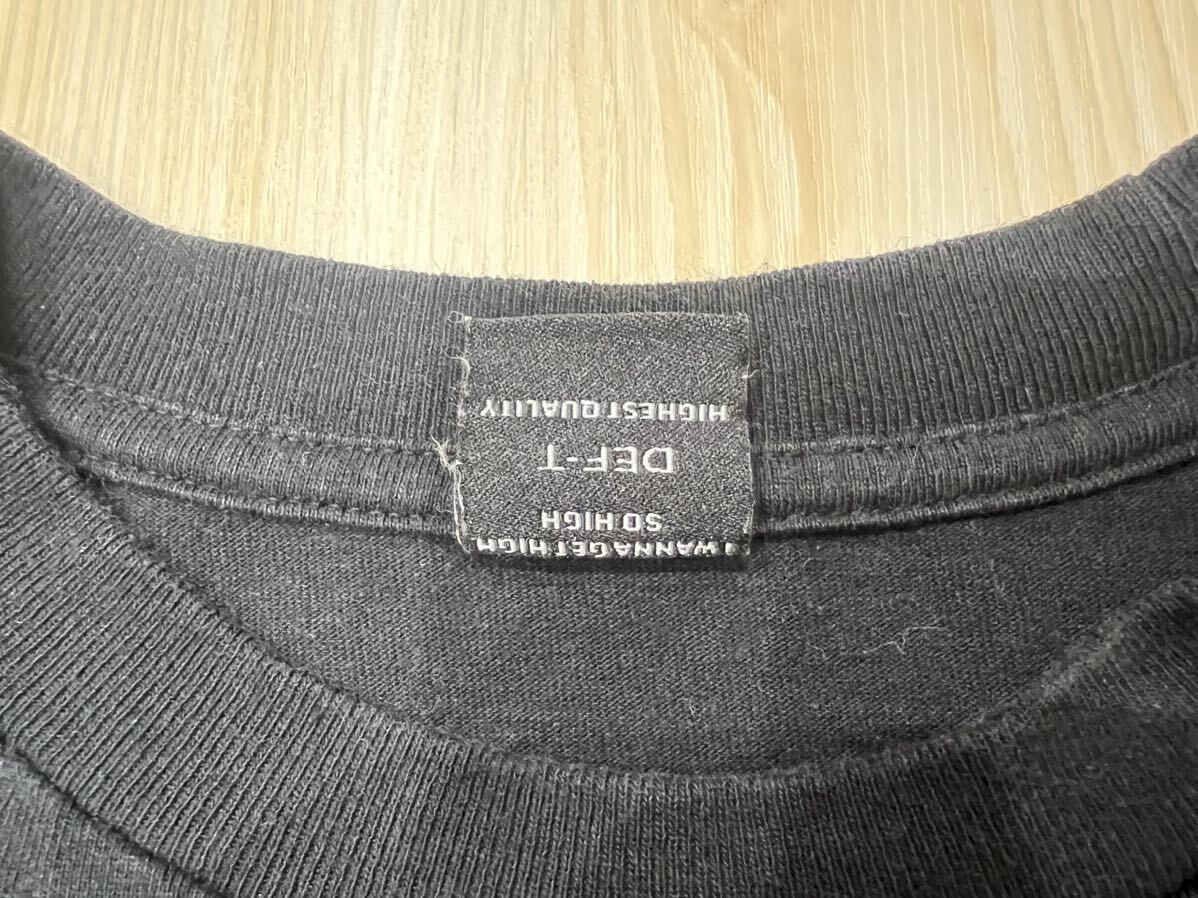 I WANNA GET HIGH
SO HIGH
DEF-T
HIGHEST QUALITY